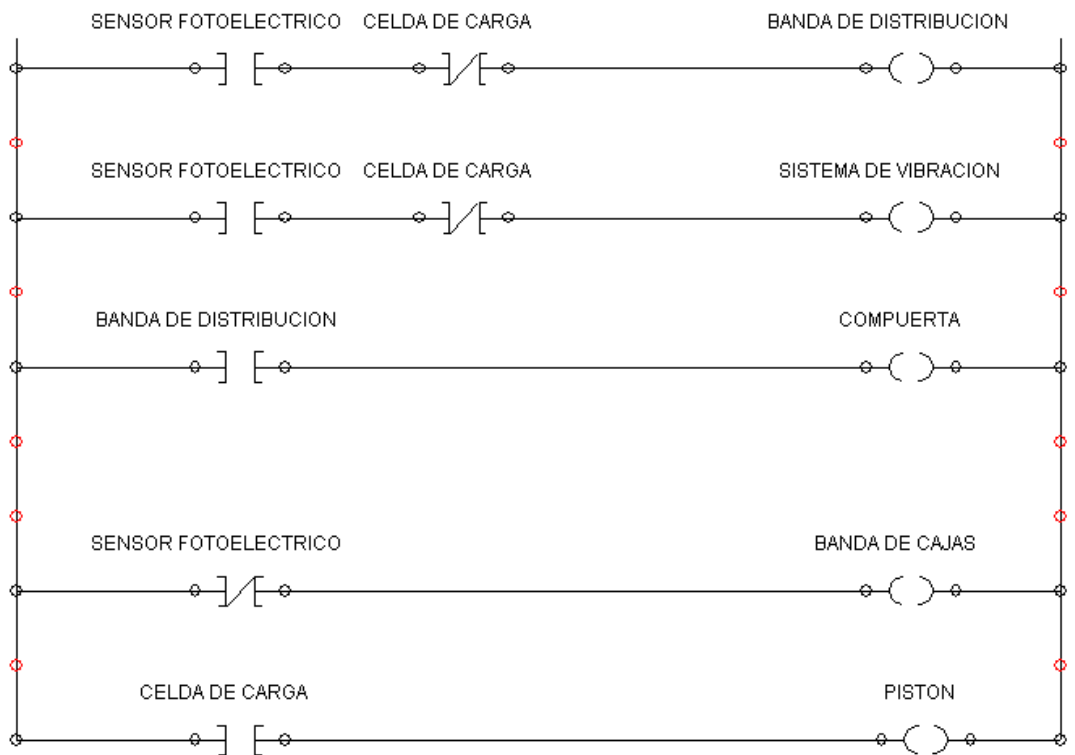 SENSOR FOTOELECTRICO CELDA DE CARGA BANDA DE DISTRIBUCION
SENSOR FOTOELECTRICO CELDA DE CARGA SISTEMA DE VIBRACION
BANDA DE DISTRIBUCION COMPUERTA
SENSOR FOTOELECTRICO BANDA DE CAJAS
CELDA DE CARGA PISTON